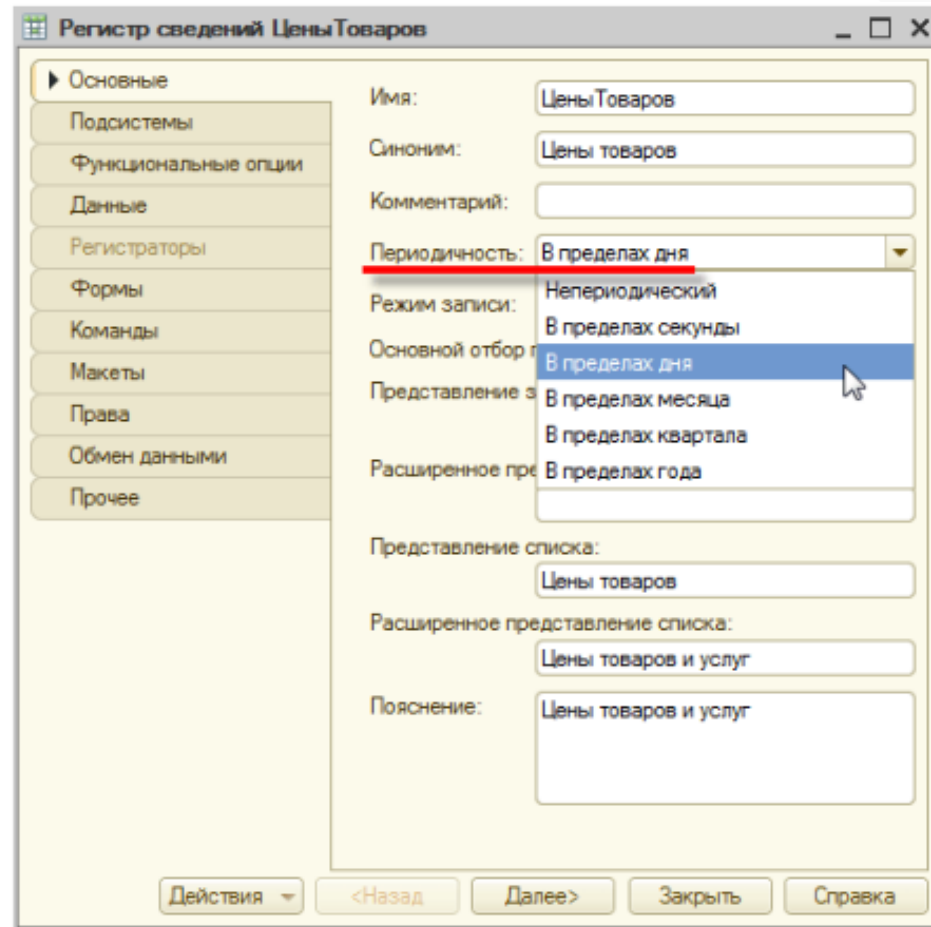 Регистр сведений ЦеныТоваров
Основные
Подсистемы
Функциональные опции
Данные
Регистраторы
Формы
Команды
Макеты
Права
Обмен данными
Прочее
Имя: ЦеныТоваров
Синоним: Цены товаров
Комментарий:
Периодичность: В пределах дня
Непериодический
В пределах секунды
В пределах дня
В пределах месяца
В пределах квартала
В пределах года
Режим записи:
Основной отбор
Представление
Расширенное
Представление списка:
Цены товаров
Расширенное представление списка:
Цены товаров и услуг
Пояснение: Цены товаров и услуг
Действия <Назад Далее> Закрыть Справка